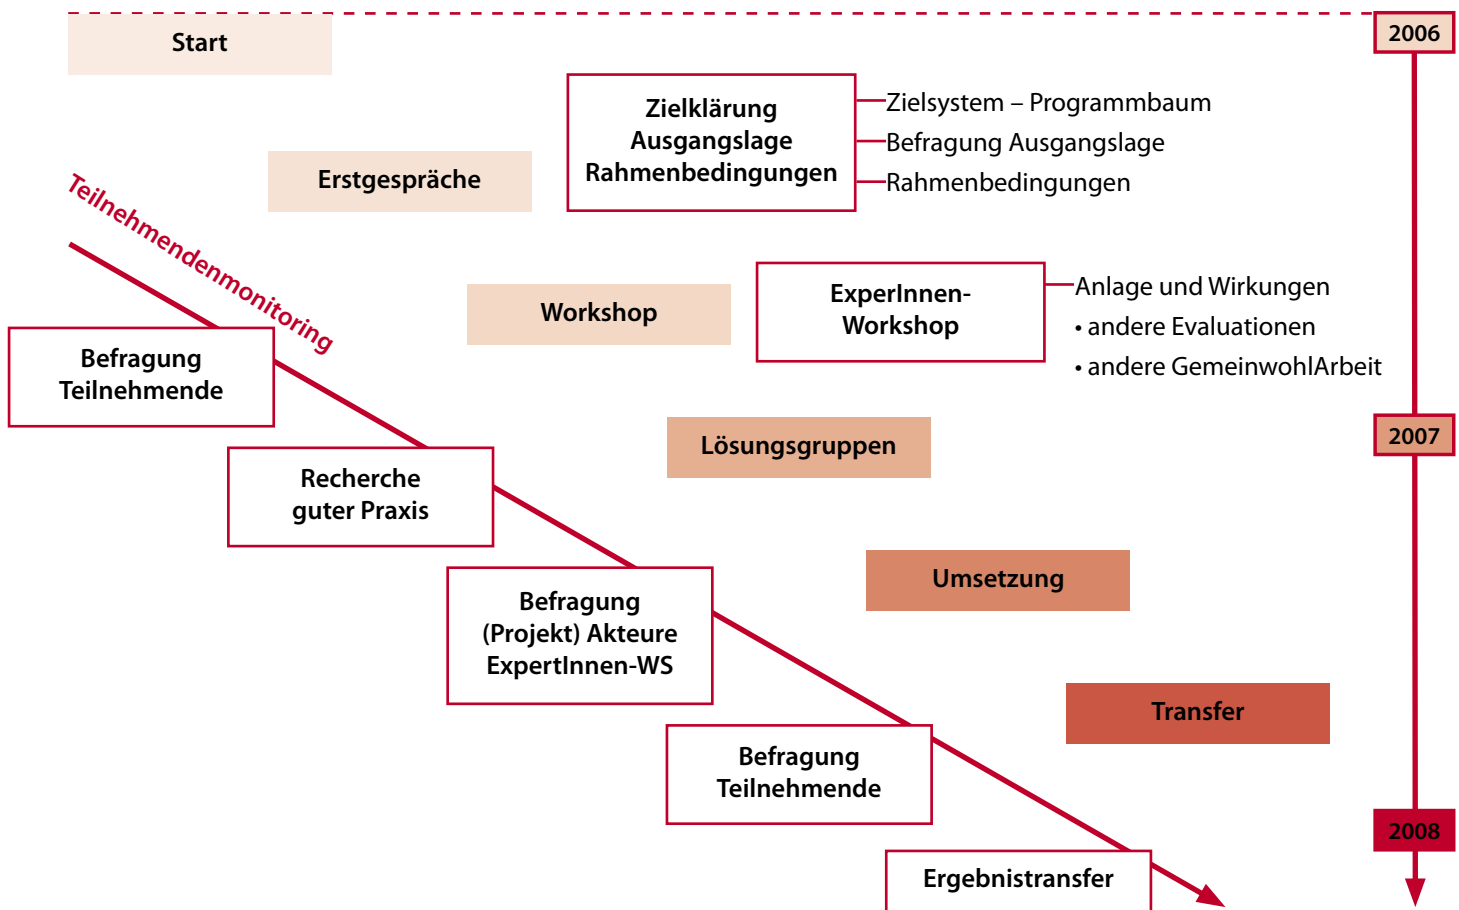 Start
2006
Zielklärung
Ausgangslage
Rahmenbedingungen
Zielsystem – Programmbaum
Befragung Ausgangslage
Rahmenbedingungen
Erstgespräche
Teilnehmendenmonitoring
Workshop
ExperInnen-
Workshop
Anlage und Wirkungen
• andere Evaluationen
• andere GemeinwohlArbeit
Befragung
Teilnehmende
Lösungsgruppen
2007
Recherche
guter Praxis
Umsetzung
Befragung
(Projekt) Akteure
ExpertInnen-WS
Transfer
Befragung
Teilnehmende
2008
Ergebnistransfer